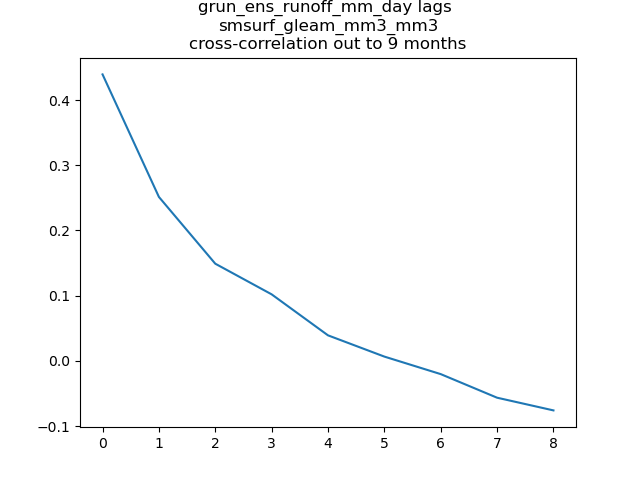 grun_ens_runoff_mm_day lags
smsurf_gleam_mm3_mm3
cross-correlation out to 9 months
0.4
0.3
0.2
0.1
0.0
−0.1
0 1 2 3 4 5 6 7 8